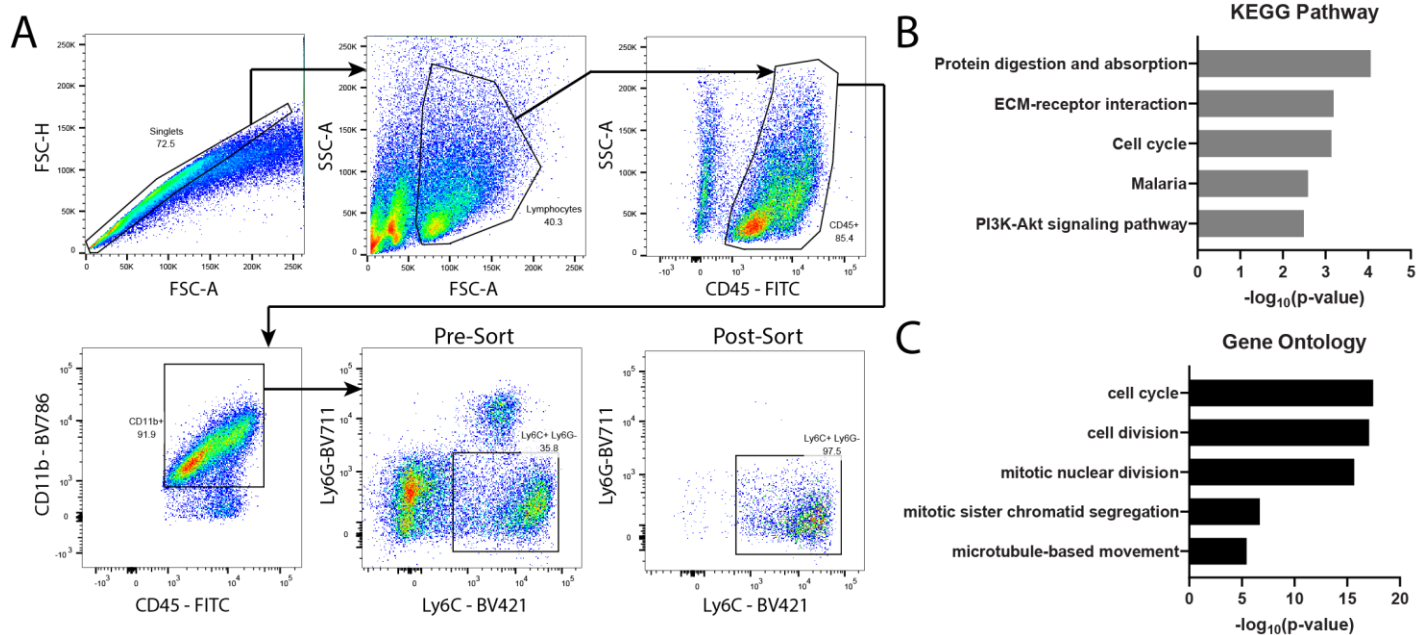 A
FSC-H
250K
200K
150K
100K
50K
0
Singlets
72.5
0 50K 100K 150K 200K 250K
FSC-A
SSC-A
250K
200K
150K
100K
50K
0
Lymphocytes
40.3
0 50K 100K 150K 200K 250K
FSC-A
SSC-A
250K
200K
150K
100K
50K
0
CD45+
85.4
-10³ 0 10³ 10⁴ 10⁵
CD45 - FITC
CD11b - BV786
10⁵
10⁴
10³
0
-10³
CD11b+
91.9
-10³ 0 10³ 10⁴ 10⁵
CD45 - FITC
Pre-Sort
Ly6G-BV711
10⁵
10⁴
10³
0
Ly6C+ Ly6G-
35.8
0 10³ 10⁴ 10⁵
Ly6C - BV421
Post-Sort
Ly6G-BV711
10⁵
10⁴
10³
0
Ly6C+ Ly6G-
97.5
0 10³ 10⁴ 10⁵
Ly6C - BV421
B
KEGG Pathway
Protein digestion and absorption
ECM-receptor interaction
Cell cycle
Malaria
PI3K-Akt signaling pathway
0 1 2 3 4 5
-log₁₀(p-value)
C
Gene Ontology
cell cycle
cell division
mitotic nuclear division
mitotic sister chromatid segregation
microtubule-based movement
0 5 10 15 20
-log₁₀(p-value)